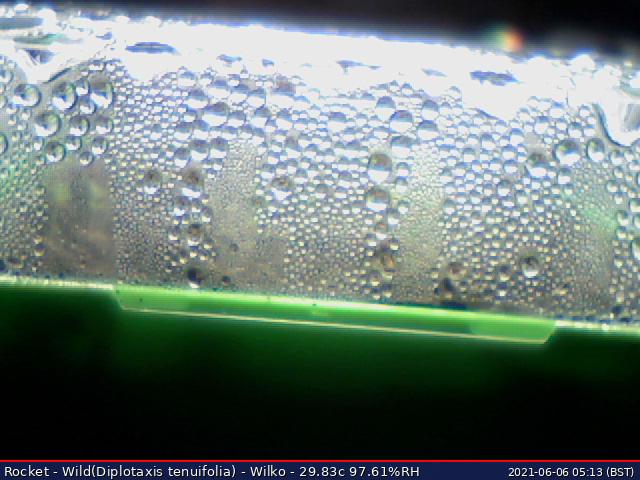 Rocket - Wild(Diplotaxis tenuifolia) - Wilko - 29.83c 97.61%RH
2021-06-06 05:13 (BST)